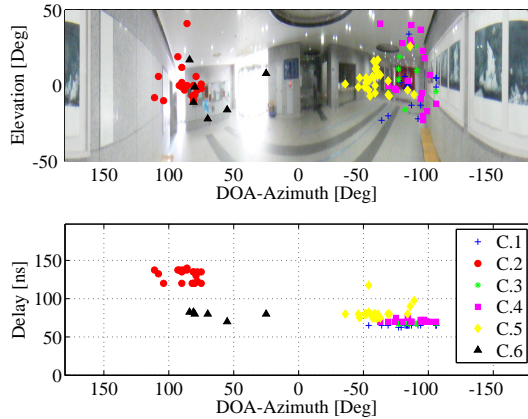 50
0
-50
Elevation [Deg]
150 100 50 0 -50 -100 -150
DOA-Azimuth [Deg]
150
100
50
0
Delay [ns]
C.1
C.2
C.3
C.4
C.5
C.6
150 100 50 0 -50 -100 -150
DOA-Azimuth [Deg]